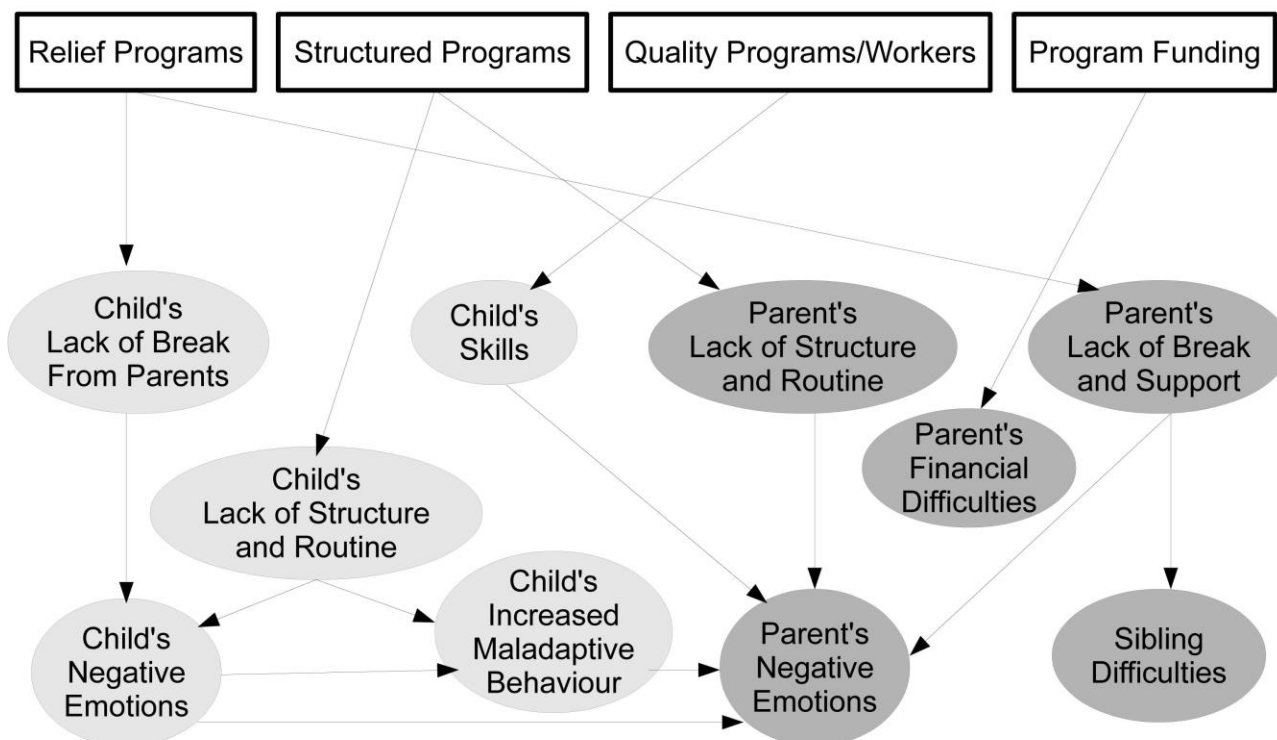 Relief Programs
Structured Programs
Quality Programs/Workers
Program Funding
Child's
Lack of Break
From Parents
Child's
Skills
Parent's
Lack of Structure
and Routine
Parent's
Lack of Break
and Support
Parent's
Financial
Difficulties
Child's
Lack of Structure
and Routine
Child's
Negative
Emotions
Child's
Increased
Maladaptive
Behaviour
Parent's
Negative
Emotions
Sibling
Difficulties